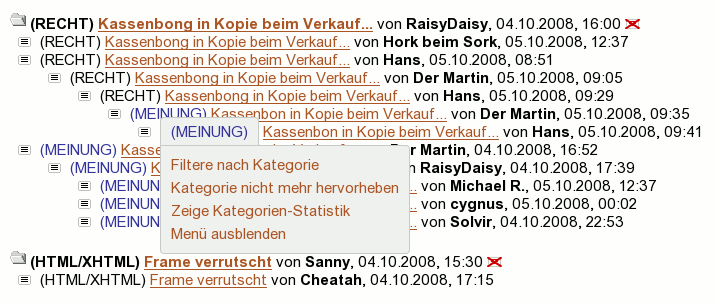 (RECHT) Kassenbong in Kopie beim Verkauf... von RaisyDaisy, 04.10.2008, 16:00
(RECHT) Kassenbong in Kopie beim Verkauf... von Hork beim Sork, 05.10.2008, 12:37
(RECHT) Kassenbong in Kopie beim Verkauf... von Hans, 05.10.2008, 08:51
(RECHT) Kassenbong in Kopie beim Verkauf... von Der Martin, 05.10.2008, 09:05
(RECHT) Kassenbong in Kopie beim Verkauf... von Hans, 05.10.2008, 09:29
(MEINUNG) Kassenbon in Kopie beim Verkauf... von Der Martin, 05.10.2008, 09:35
(MEINUNG) Kassenbon in Kopie beim Verkauf... von Hans, 05.10.2008, 09:41
(MEINUNG) Kasse Der Martin, 04.10.2008, 16:52
(MEINUNG) K n RaisyDaisy, 04.10.2008, 17:39
(MEINUN .. von Michael R., 05.10.2008, 12:37
(MEINUN .. von cygnus, 05.10.2008, 00:02
(MEINUN .. von Solvir, 04.10.2008, 22:53
Filtere nach Kategorie
Kategorie nicht mehr hervorheben
Zeige Kategorien-Statistik
Menü ausblenden
(HTML/XHTML) Frame verrutscht von Sanny, 04.10.2008, 15:30
(HTML/XHTML) Frame verrutscht von Cheatah, 04.10.2008, 17:15